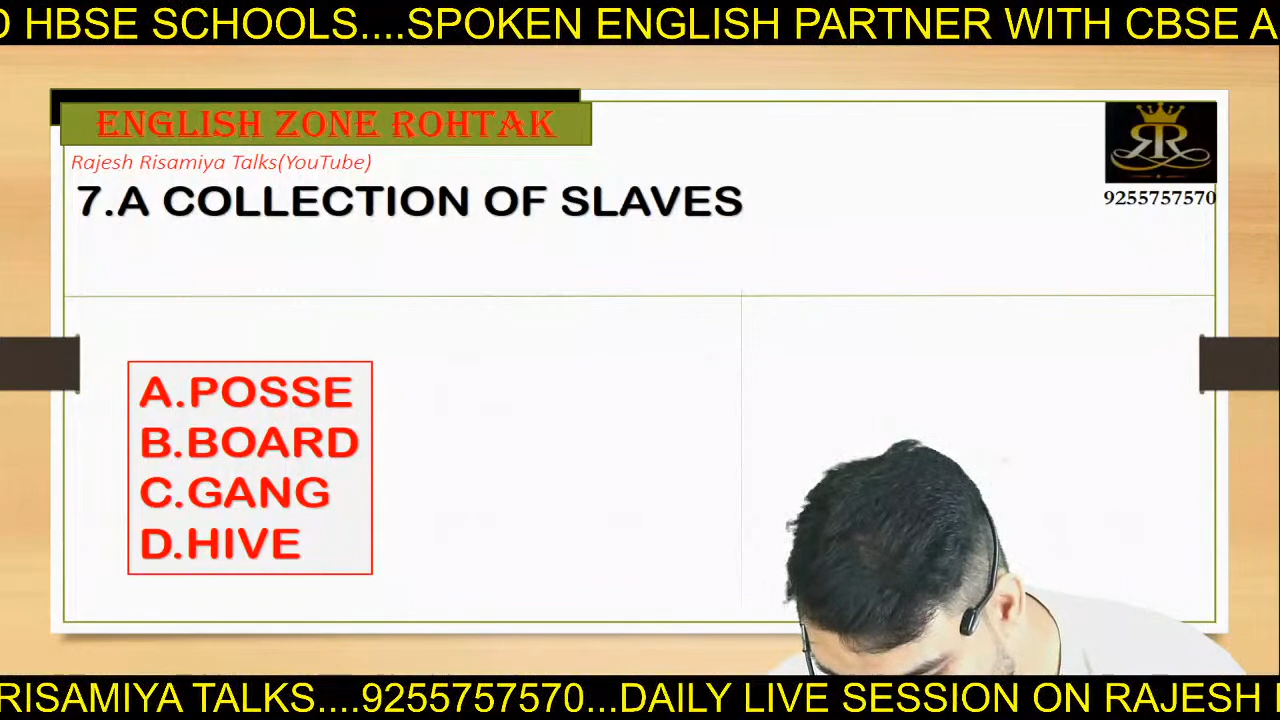 D HBSE SCHOOLS....SPOKEN ENGLISH PARTNER WITH CBSE A
ENGLISH ZONE ROHTAK
Rajesh Risamiya Talks(YouTube)
7.A COLLECTION OF SLAVES
RR
9255757570
A.POSSE
B.BOARD
C.GANG
D.HIVE
RISAMIYA TALKS....9255757570...DAILY LIVE SESSION ON RAJESH